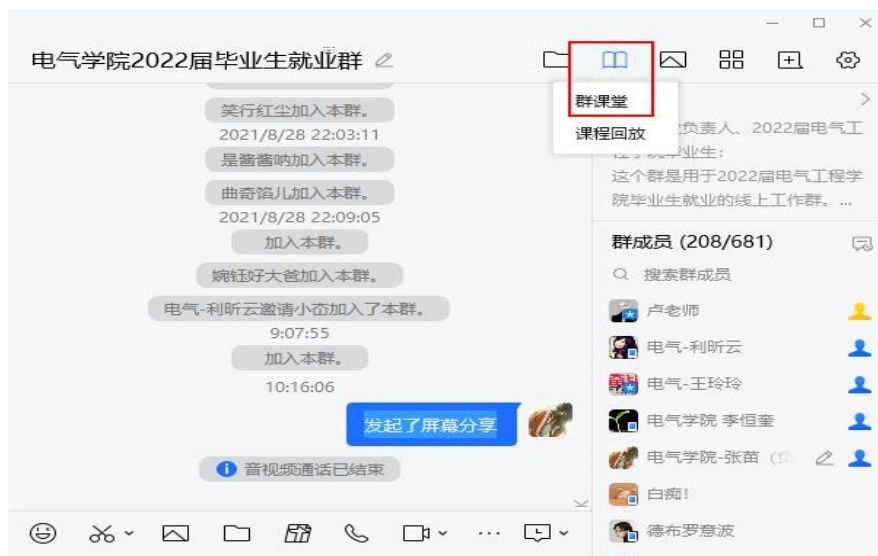 电气学院2022届毕业生就业群
群课堂
课程回放
笑行红尘加入本群。
2021/8/28 22:03:11
是酱酱呐加入本群。
曲奇馅儿加入本群。
2021/8/28 22:09:05
加入本群。
婉钰好大爸加入本群。
电气-利昕云邀请小夳加入了本群。
9:07:55
加入本群。
10:16:06
发起了屏幕分享
音视频通话已结束
负责人、2022届电气工
程学院毕业生：
这个群是用于2022届电气工程学
院毕业生就业的线上工作群。...
群成员 (208/681)
搜索群成员
卢老师
电气-利昕云
电气-王玲玲
电气学院 李恒奎
电气学院-张苗
白痴!
德布罗意波